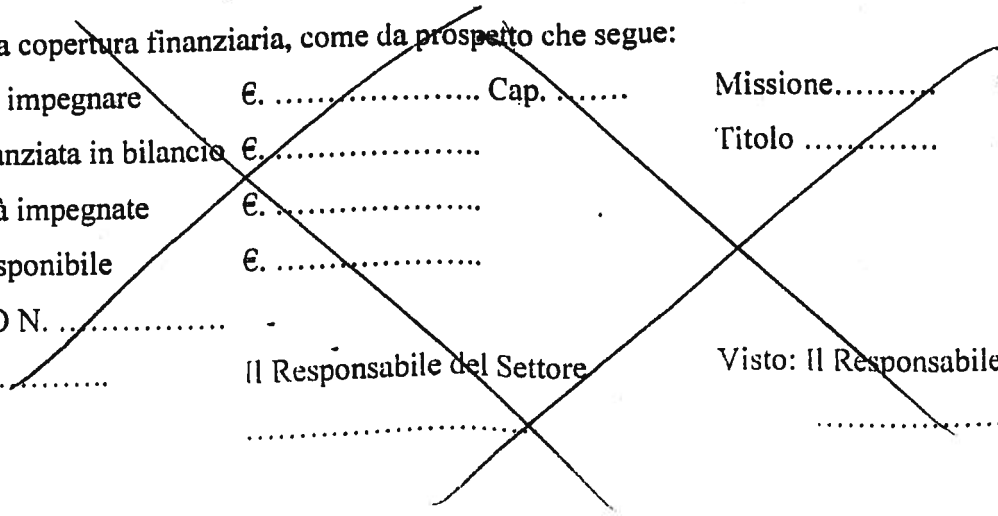 a copertura finanziaria, come da prospetto che segue:
impegnare €. ...................... Cap. ........ Missione..........
anziata in bilancio €. ...................... Titolo .............
à impegnate €. ......................
sponibile €. ......................
O N. ................. -
............
Il Responsabile del Settore Visto: Il Responsabile
............................. ....................